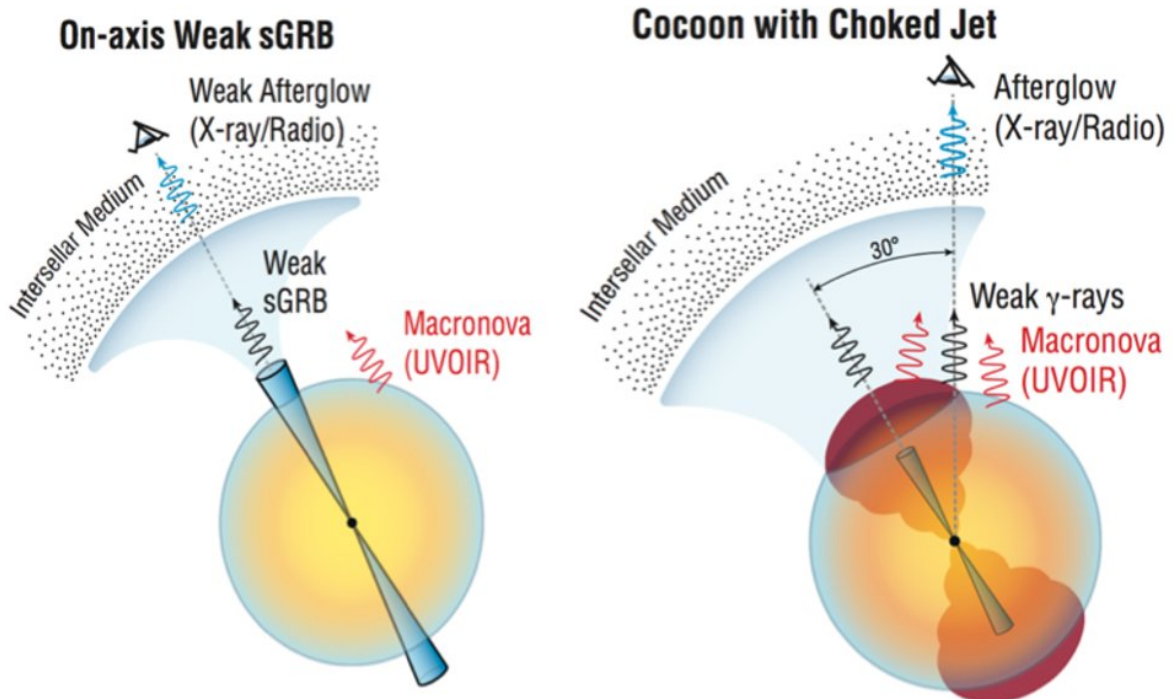 On-axis Weak sGRB
Weak Afterglow
(X-ray/Radio)
Intersellar Medium
Weak
sGRB
Macronova
(UVOIR)
Cocoon with Choked Jet
Afterglow
(X-ray/Radio)
Intersellar Medium
30º
Weak γ-rays
Macronova
(UVOIR)